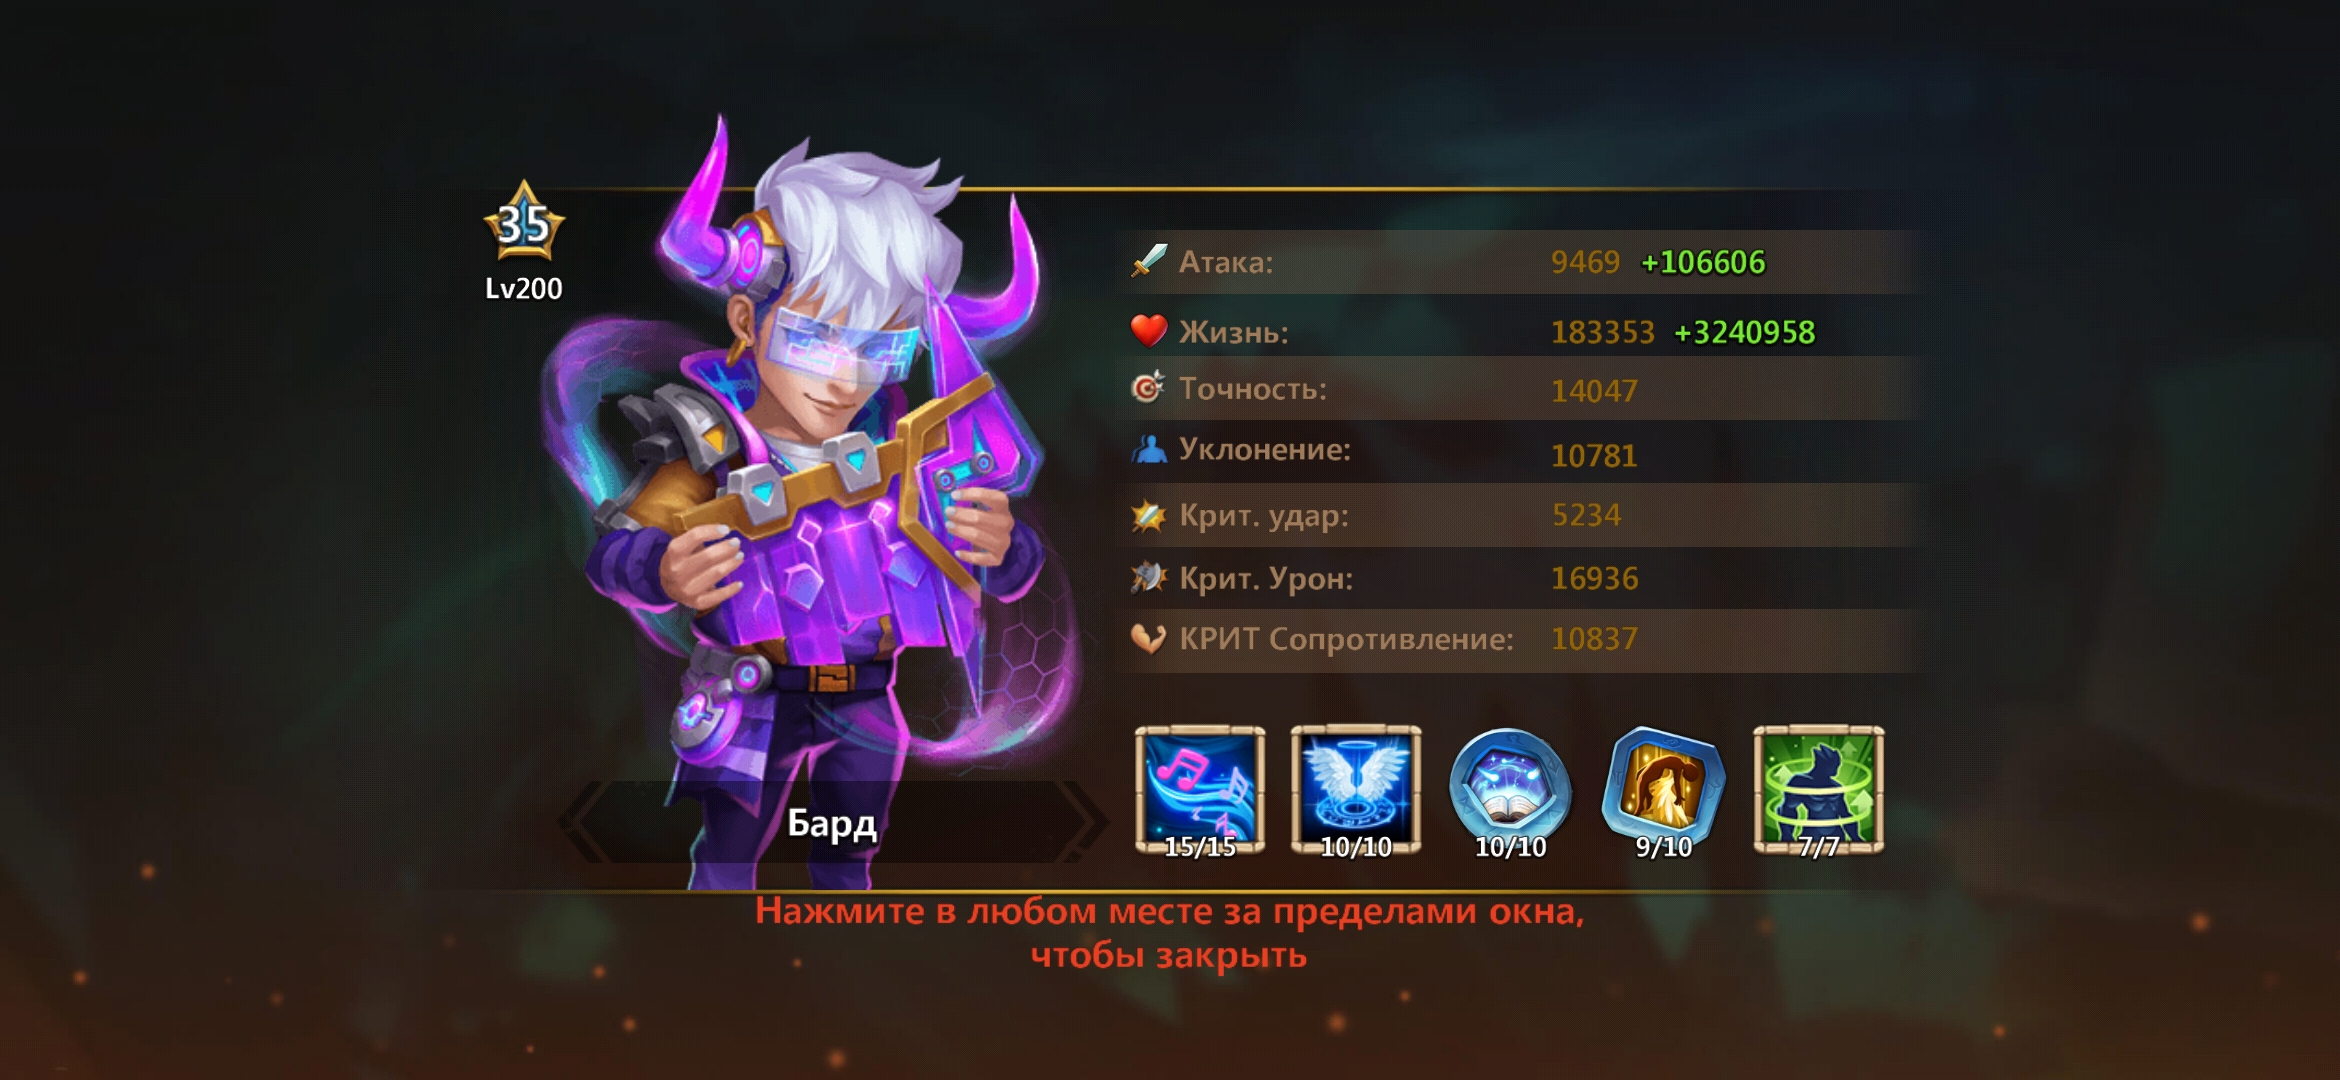 35
Lv200
Атака: 9469 +106606
Жизнь: 183353 +3240958
Точность: 14047
Уклонение: 10781
Крит. удар: 5234
Крит. Урон: 16936
КРИТ Сопротивление: 10837
15/15 10/10 10/10 9/10 7/7
Бард
Нажмите в любом месте за пределами окна,
чтобы закрыть